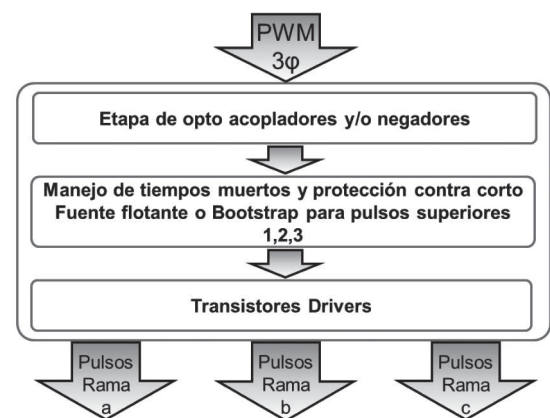 PWM
3φ
Etapa de opto acopladores y/o negadores
Manejo de tiempos muertos y protección contra corto
Fuente flotante o Bootstrap para pulsos superiores
1,2,3
Transistores Drivers
Pulsos
Rama
a
Pulsos
Rama
b
Pulsos
Rama
c